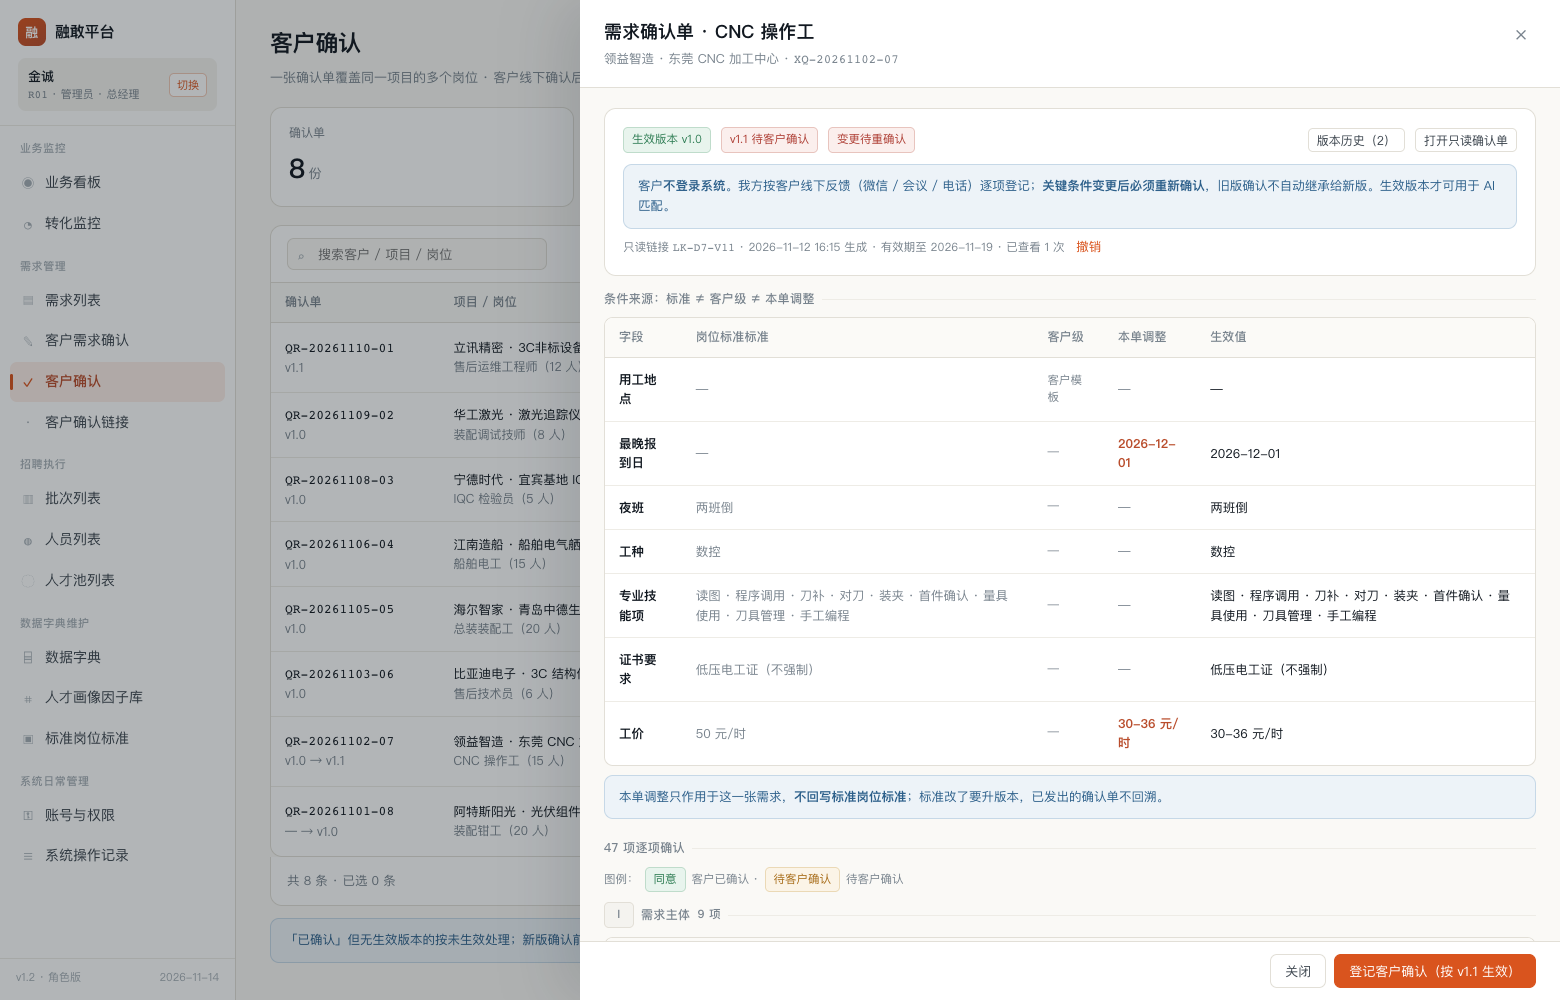 融 融敢平台
金诚
R01 · 管理员 · 总经理
切换
业务监控
业务看板
转化监控
需求管理
需求列表
客户需求确认
客户确认
客户确认链接
招聘执行
批次列表
人员列表
人才池列表
数据字典维护
数据字典
人才画像因子库
标准岗位标准
系统日常管理
账号与权限
系统操作记录
v1.2 · 角色版 2026-11-14
客户确认
一张确认单覆盖同一项目的多个岗位 · 客户线下确认后
确认单
8 份
搜索客户 / 项目 / 岗位
确认单 项目 / 岗位
QR-20261110-01 立讯精密 · 3C非标设备
v1.1 售后运维工程师（12 人）
QR-20261109-02 华工激光 · 激光追踪仪
v1.0 装配调试技师（8 人）
QR-20261108-03 宁德时代 · 宜宾基地 IQ
v1.0 IQC 检验员（5 人）
QR-20261106-04 江南造船 · 船舶电气舾
v1.0 船舶电工（15 人）
QR-20261105-05 海尔智家 · 青岛中德生
v1.0 总装装配工（20 人）
QR-20261103-06 比亚迪电子 · 3C 结构件
v1.0 售后技术员（6 人）
QR-20261102-07 领益智造 · 东莞 CNC
v1.0 → v1.1 CNC 操作工（15 人）
QR-20261101-08 阿特斯阳光 · 光伏组件
— → v1.0 装配钳工（20 人）
共 8 条 · 已选 0 条
「已确认」但无生效版本的按未生效处理；新版确认前
需求确认单 · CNC 操作工
领益智造 · 东莞 CNC 加工中心 · XQ-20261102-07
×
生效版本 v1.0 v1.1 待客户确认 变更待重确认 版本历史（2） 打开只读确认单
客户不登录系统。我方按客户线下反馈（微信 / 会议 / 电话）逐项登记；关键条件变更后必须重新确认，旧版确认不自动继承给新版。生效版本才可用于 AI
匹配。
只读链接 LK-D7-V11 · 2026-11-12 16:15 生成 · 有效期至 2026-11-19 · 已查看 1 次 撤销
条件来源：标准 ≠ 客户级 ≠ 本单调整
字段 岗位标准标准 客户级 本单调整 生效值
用工地点 — 客户模板 — —
最晚报到日 — — 2026-12-01 2026-12-01
夜班 两班倒 — — 两班倒
工种 数控 — — 数控
专业技能项 读图 · 程序调用 · 刀补 · 对刀 · 装夹 · 首件确认 · 量具使用 · 刀具管理 · 手工编程 — — 读图 · 程序调用 · 刀补 · 对刀 · 装夹 · 首件确认 · 量具使用 · 刀具管理 · 手工编程
证书要求 低压电工证（不强制） — — 低压电工证（不强制）
工价 50 元/时 — 30-36 元/时 30-36 元/时
本单调整只作用于这一张需求，不回写标准岗位标准；标准改了要升版本，已发出的确认单不回溯。
47 项逐项确认
图例： 同意 客户已确认 · 待客户确认 待客户确认
I 需求主体 9 项
关闭 登记客户确认（按 v1.1 生效）